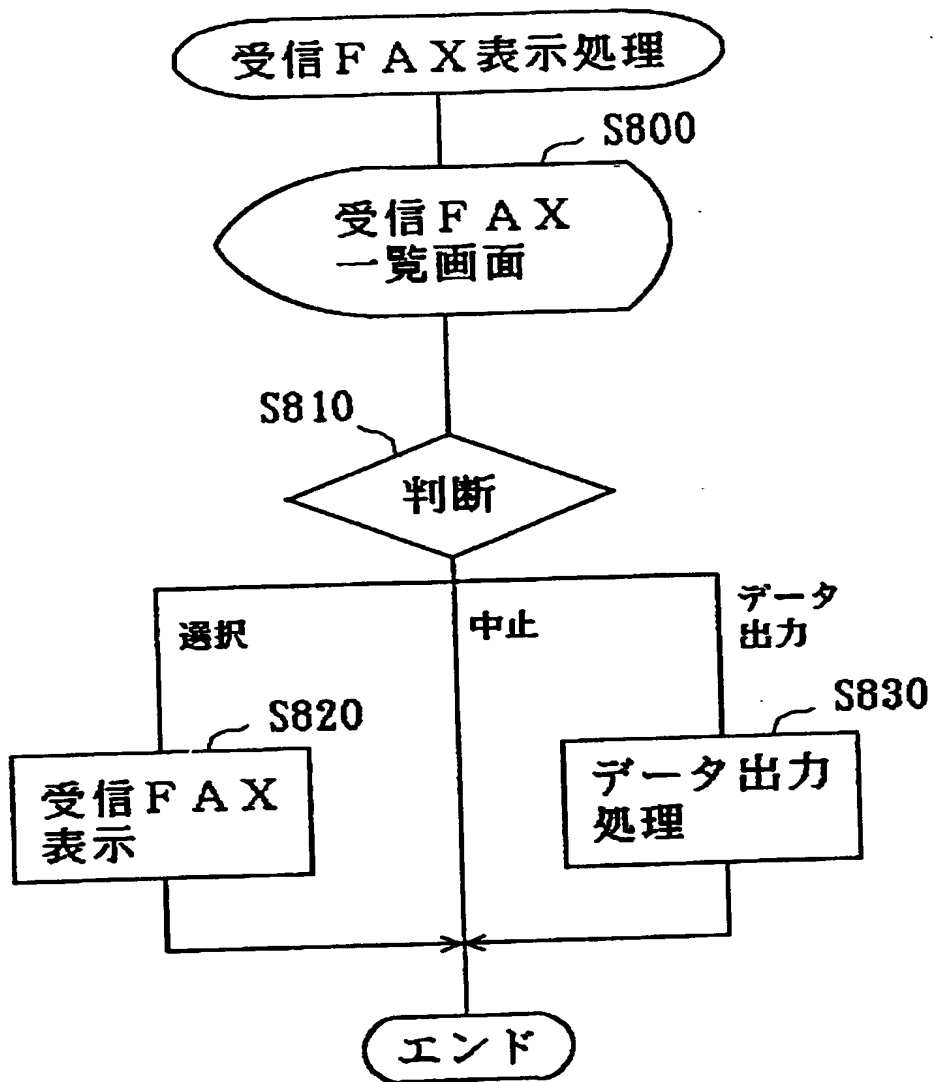 受信ＦＡＸ表示処理
S800
受信ＦＡＸ
一覧画面
S810
判断
選択
中止
データ
出力
S820
受信ＦＡＸ
表示
S830
データ出力
処理
エンド